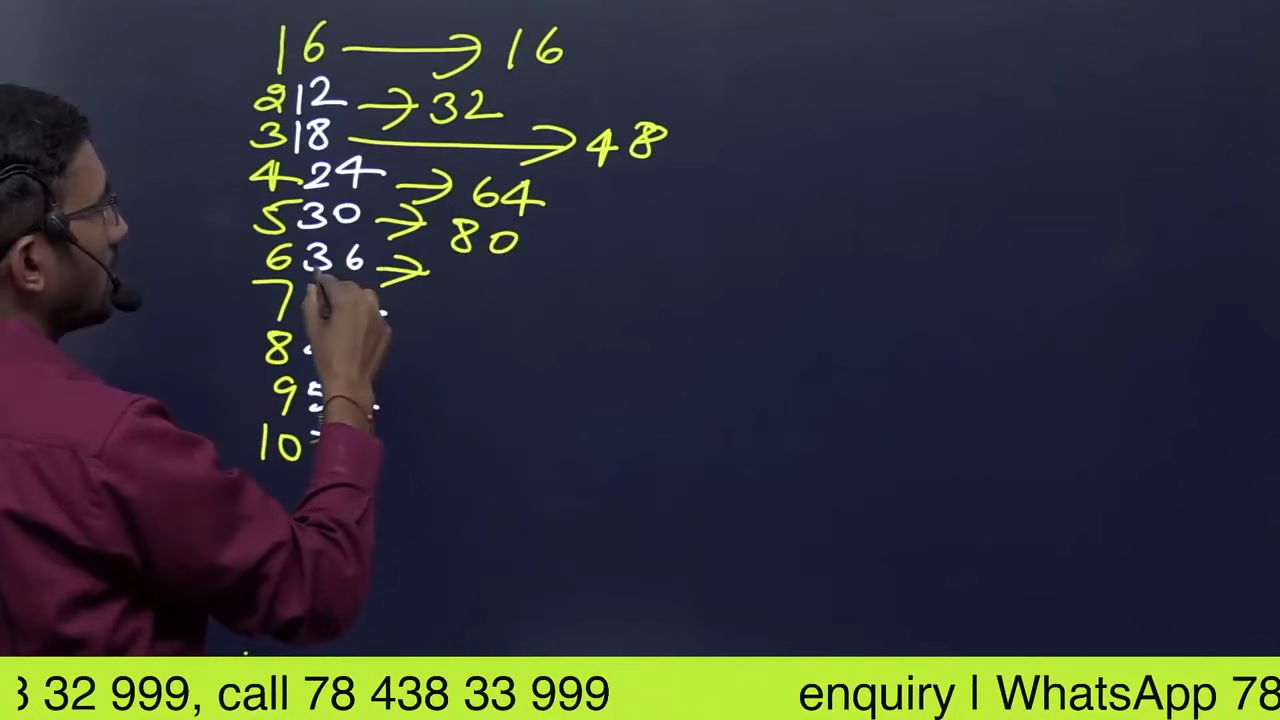 16 → 16
2 12 → 32
3 18 → 48
4 24 → 64
5 30 → 80
6 36 →
7
8
9 5
10
3 32 999, call 78 438 33 999 enquiry | WhatsApp 78